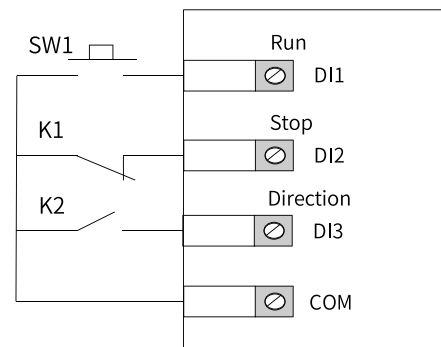 SW1
Run
DI1
K1
Stop
DI2
K2
Direction
DI3
COM